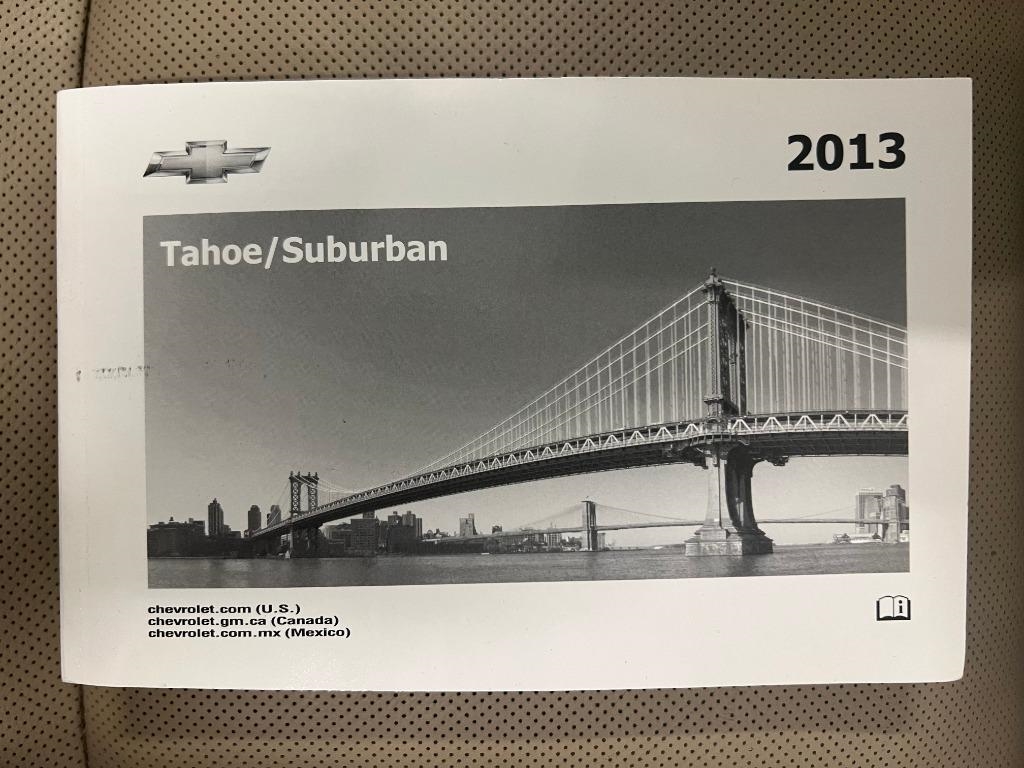 2013
Tahoe/Suburban
chevrolet.com (U.S.)
chevrolet.gm.ca (Canada)
chevrolet.com.mx (Mexico)